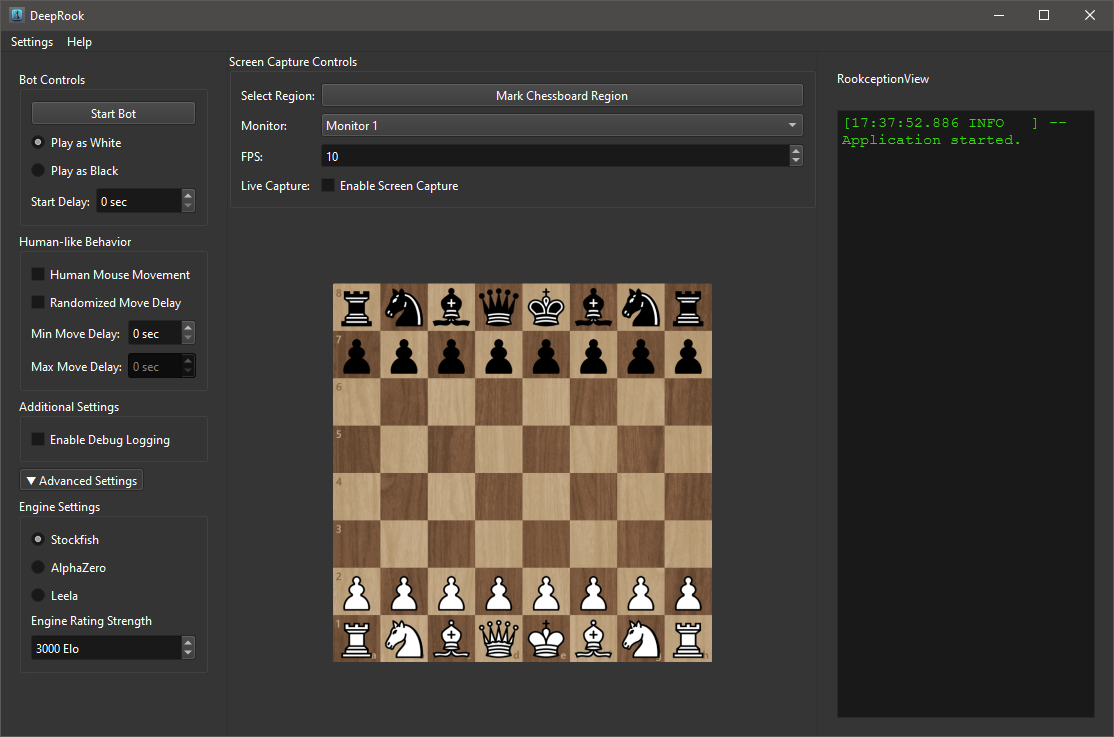 DeepRook
Settings Help
Bot Controls
Start Bot
Play as White
Play as Black
Start Delay: 0 sec
Human-like Behavior
Human Mouse Movement
Randomized Move Delay
Min Move Delay: 0 sec
Max Move Delay: 0 sec
Additional Settings
Enable Debug Logging
▼ Advanced Settings
Engine Settings
Stockfish
AlphaZero
Leela
Engine Rating Strength
3000 Elo
Screen Capture Controls
Select Region: Mark Chessboard Region
Monitor: Monitor 1
FPS: 10
Live Capture: Enable Screen Capture
8
7
6
5
4
3
2
1
a d e h
RookceptionView
[17:37:52.886 INFO ] --
Application started.